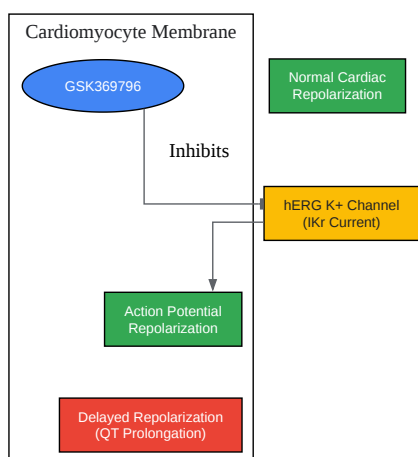 Cardiomyocyte Membrane
GSK369796
Normal Cardiac
Repolarization
Inhibits
hERG K+ Channel
(IKr Current)
Action Potential
Repolarization
Delayed Repolarization
(QT Prolongation)